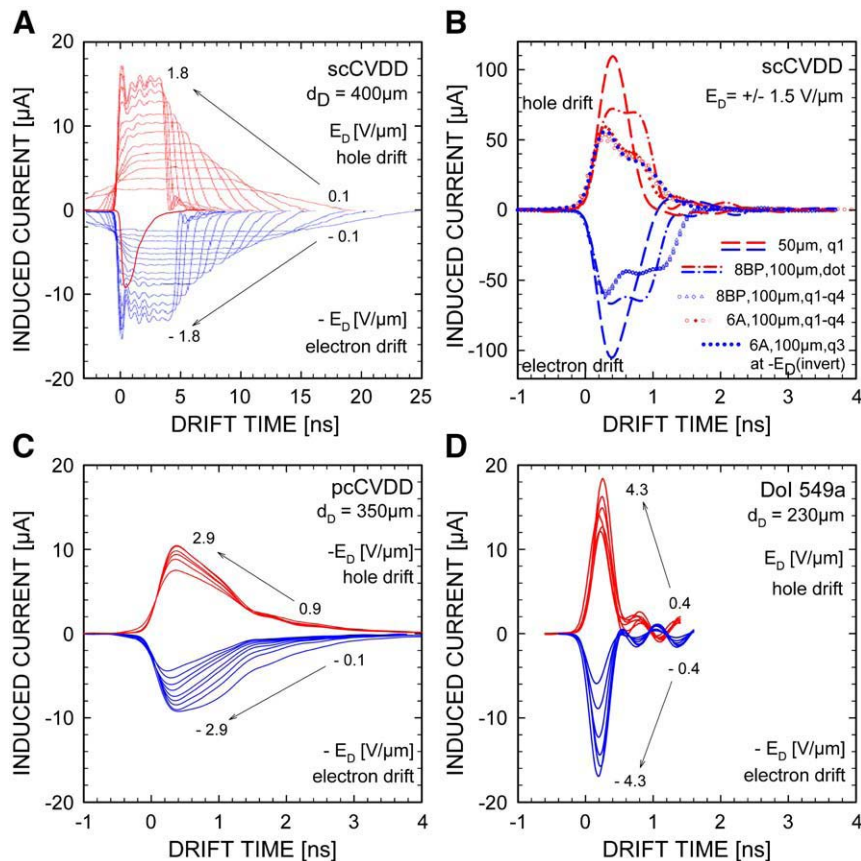 A
INDUCED CURRENT [µA]
20
10
0
-10
-20
scCVDD
d_D = 400µm
E_D [V/µm]
hole drift
1.8
0.1
- 0.1
- 1.8
- E_D [V/µm]
electron drift
0 5 10 15 20 25
DRIFT TIME [ns]
B
INDUCED CURRENT [µA]
100
50
0
-50
-100
scCVDD
E_D= +/- 1.5 V/µm
hole drift
50µm, q1
8BP,100µm,dot
8BP,100µm,q1-q4
6A,100µm,q1-q4
6A,100µm,q3
at -E_D(invert)
electron drift
-1 0 1 2 3 4
DRIFT TIME [ns]
C
INDUCED CURRENT [µA]
20
10
0
-10
-20
pcCVDD
d_D = 350µm
-E_D [V/µm]
hole drift
2.9
0.9
- 0.1
- 2.9
- E_D [V/µm]
electron drift
-1 0 1 2 3 4
DRIFT TIME [ns]
D
INDUCED CURRENT [µA]
20
10
0
-10
-20
DoI 549a
d_D = 230µm
E_D [V/µm]
hole drift
4.3
0.4
- 0.4
- 4.3
- E_D [V/µm]
electron drift
-1 0 1 2 3 4
DRIFT TIME [ns]